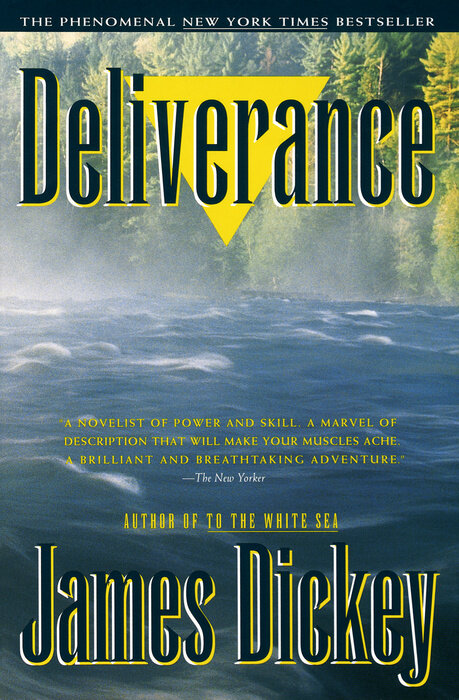 THE PHENOMENAL NEW YORK TIMES BESTSELLER
Deliverance
"A NOVELIST OF POWER AND SKILL. A MARVEL OF
DESCRIPTION THAT WILL MAKE YOUR MUSCLES ACHE.
A BRILLIANT AND BREATHTAKING ADVENTURE."
—The New Yorker
AUTHOR OF TO THE WHITE SEA
James Dickey